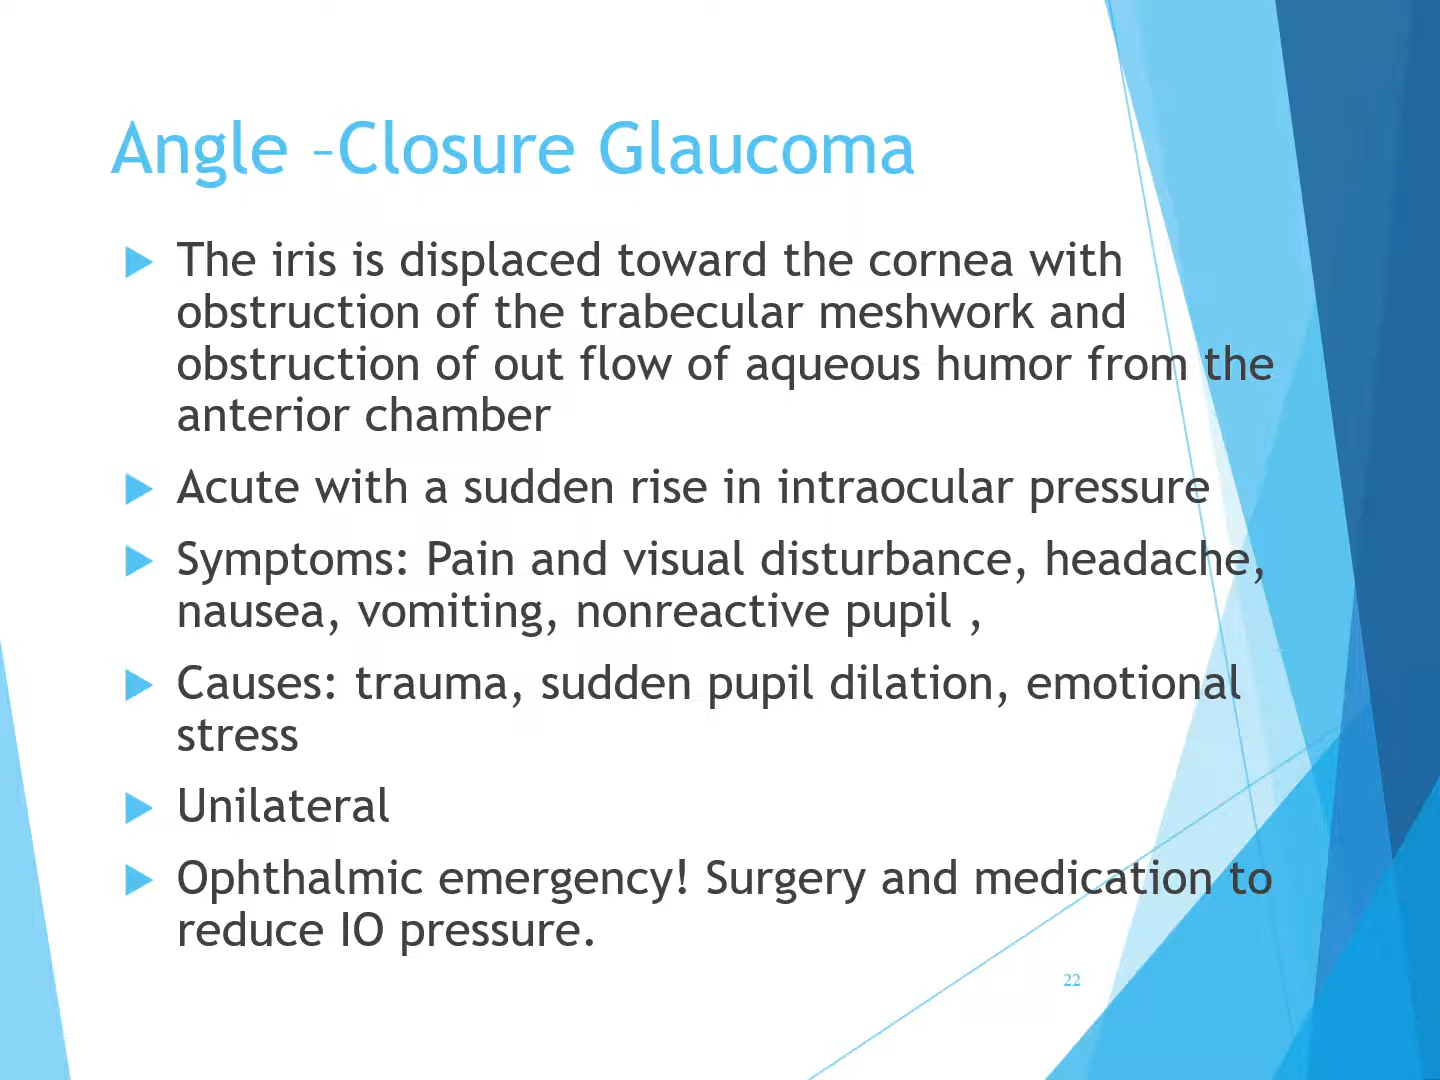 Angle –Closure Glaucoma
The iris is displaced toward the cornea with
obstruction of the trabecular meshwork and
obstruction of out flow of aqueous humor from the
anterior chamber
Acute with a sudden rise in intraocular pressure
Symptoms: Pain and visual disturbance, headache,
nausea, vomiting, nonreactive pupil ,
Causes: trauma, sudden pupil dilation, emotional
stress
Unilateral
Ophthalmic emergency! Surgery and medication to
reduce IO pressure.
22